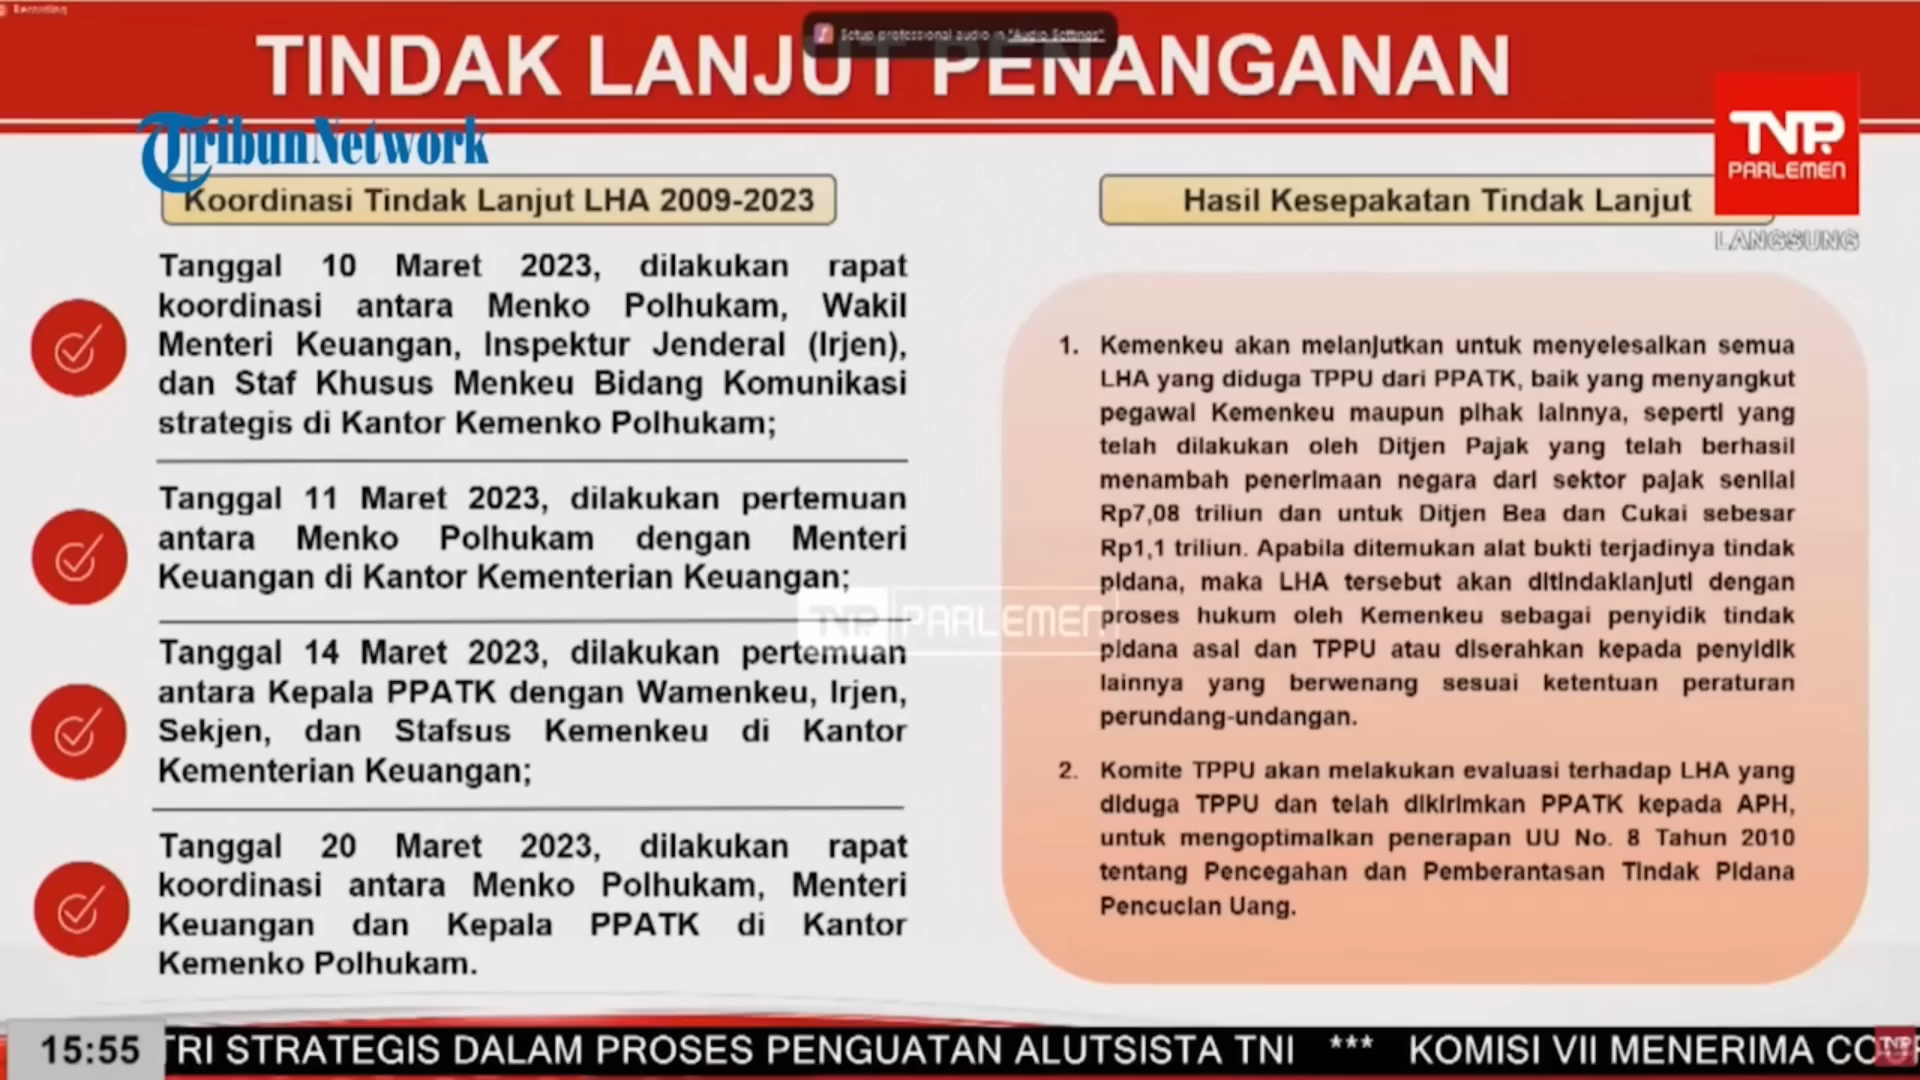 Recording
Setup professional audio in "Audio Settings"
TINDAK LANJUT PENANGANAN
TribunNetwork
TVR
PARLEMEN
LANGSUNG
Koordinasi Tindak Lanjut LHA 2009-2023
Tanggal 10 Maret 2023, dilakukan rapat
koordinasi antara Menko Polhukam, Wakil
Menteri Keuangan, Inspektur Jenderal (Irjen),
dan Staf Khusus Menkeu Bidang Komunikasi
strategis di Kantor Kemenko Polhukam;
Tanggal 11 Maret 2023, dilakukan pertemuan
antara Menko Polhukam dengan Menteri
Keuangan di Kantor Kementerian Keuangan;
Tanggal 14 Maret 2023, dilakukan pertemuan
antara Kepala PPATK dengan Wamenkeu, Irjen,
Sekjen, dan Stafsus Kemenkeu di Kantor
Kementerian Keuangan;
Tanggal 20 Maret 2023, dilakukan rapat
koordinasi antara Menko Polhukam, Menteri
Keuangan dan Kepala PPATK di Kantor
Kemenko Polhukam.
Hasil Kesepakatan Tindak Lanjut
1. Kemenkeu akan melanjutkan untuk menyelesaikan semua
LHA yang diduga TPPU dari PPATK, baik yang menyangkut
pegawai Kemenkeu maupun pihak lainnya, seperti yang
telah dilakukan oleh Ditjen Pajak yang telah berhasil
menambah penerimaan negara dari sektor pajak senilai
Rp7,08 triliun dan untuk Ditjen Bea dan Cukai sebesar
Rp1,1 triliun. Apabila ditemukan alat bukti terjadinya tindak
pidana, maka LHA tersebut akan ditindaklanjuti dengan
proses hukum oleh Kemenkeu sebagai penyidik tindak
pidana asal dan TPPU atau diserahkan kepada penyidik
lainnya yang berwenang sesuai ketentuan peraturan
perundang-undangan.
2. Komite TPPU akan melakukan evaluasi terhadap LHA yang
diduga TPPU dan telah dikirimkan PPATK kepada APH,
untuk mengoptimalkan penerapan UU No. 8 Tahun 2010
tentang Pencegahan dan Pemberantasan Tindak Pidana
Pencucian Uang.
TVR PARLEMEN
15:55 TRI STRATEGIS DALAM PROSES PENGUATAN ALUTSISTA TNI *** KOMISI VII MENERIMA
TVR